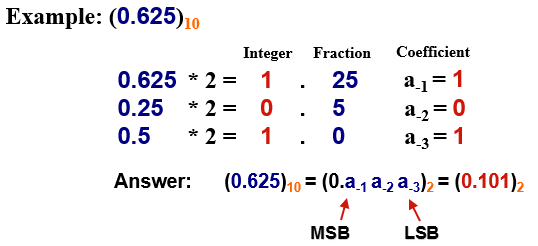 Example: (0.625)10
Integer Fraction Coefficient
0.625 * 2 = 1 . 25 a-1 = 1
0.25 * 2 = 0 . 5 a-2 = 0
0.5 * 2 = 1 . 0 a-3 = 1
Answer: (0.625)10 = (0.a-1 a-2 a-3)2 = (0.101)2
MSB LSB